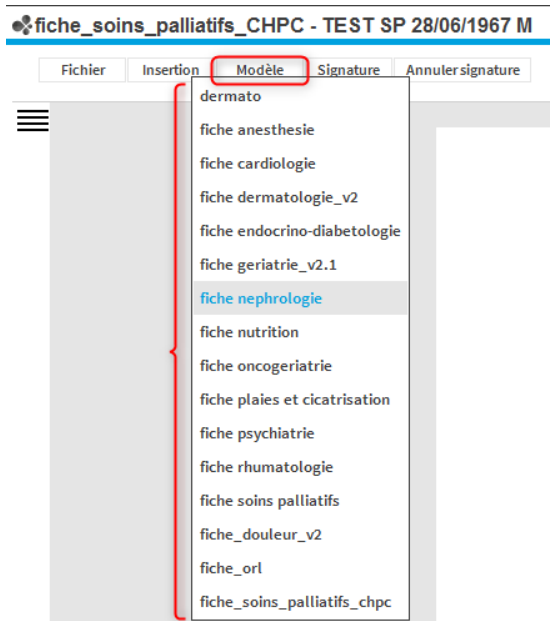 fiche_soins_palliatifs_CHPC - TEST SP 28/06/1967 M
Fichier Insertion Modèle Signature Annuler signature
dermato
fiche anesthesie
fiche cardiologie
fiche dermatologie_v2
fiche endocrino-diabetologie
fiche geriatrie_v2.1
fiche nephrologie
fiche nutrition
fiche oncogeriatrie
fiche plaies et cicatrisation
fiche psychiatrie
fiche rhumatologie
fiche soins palliatifs
fiche_douleur_v2
fiche_orl
fiche_soins_palliatifs_chpc